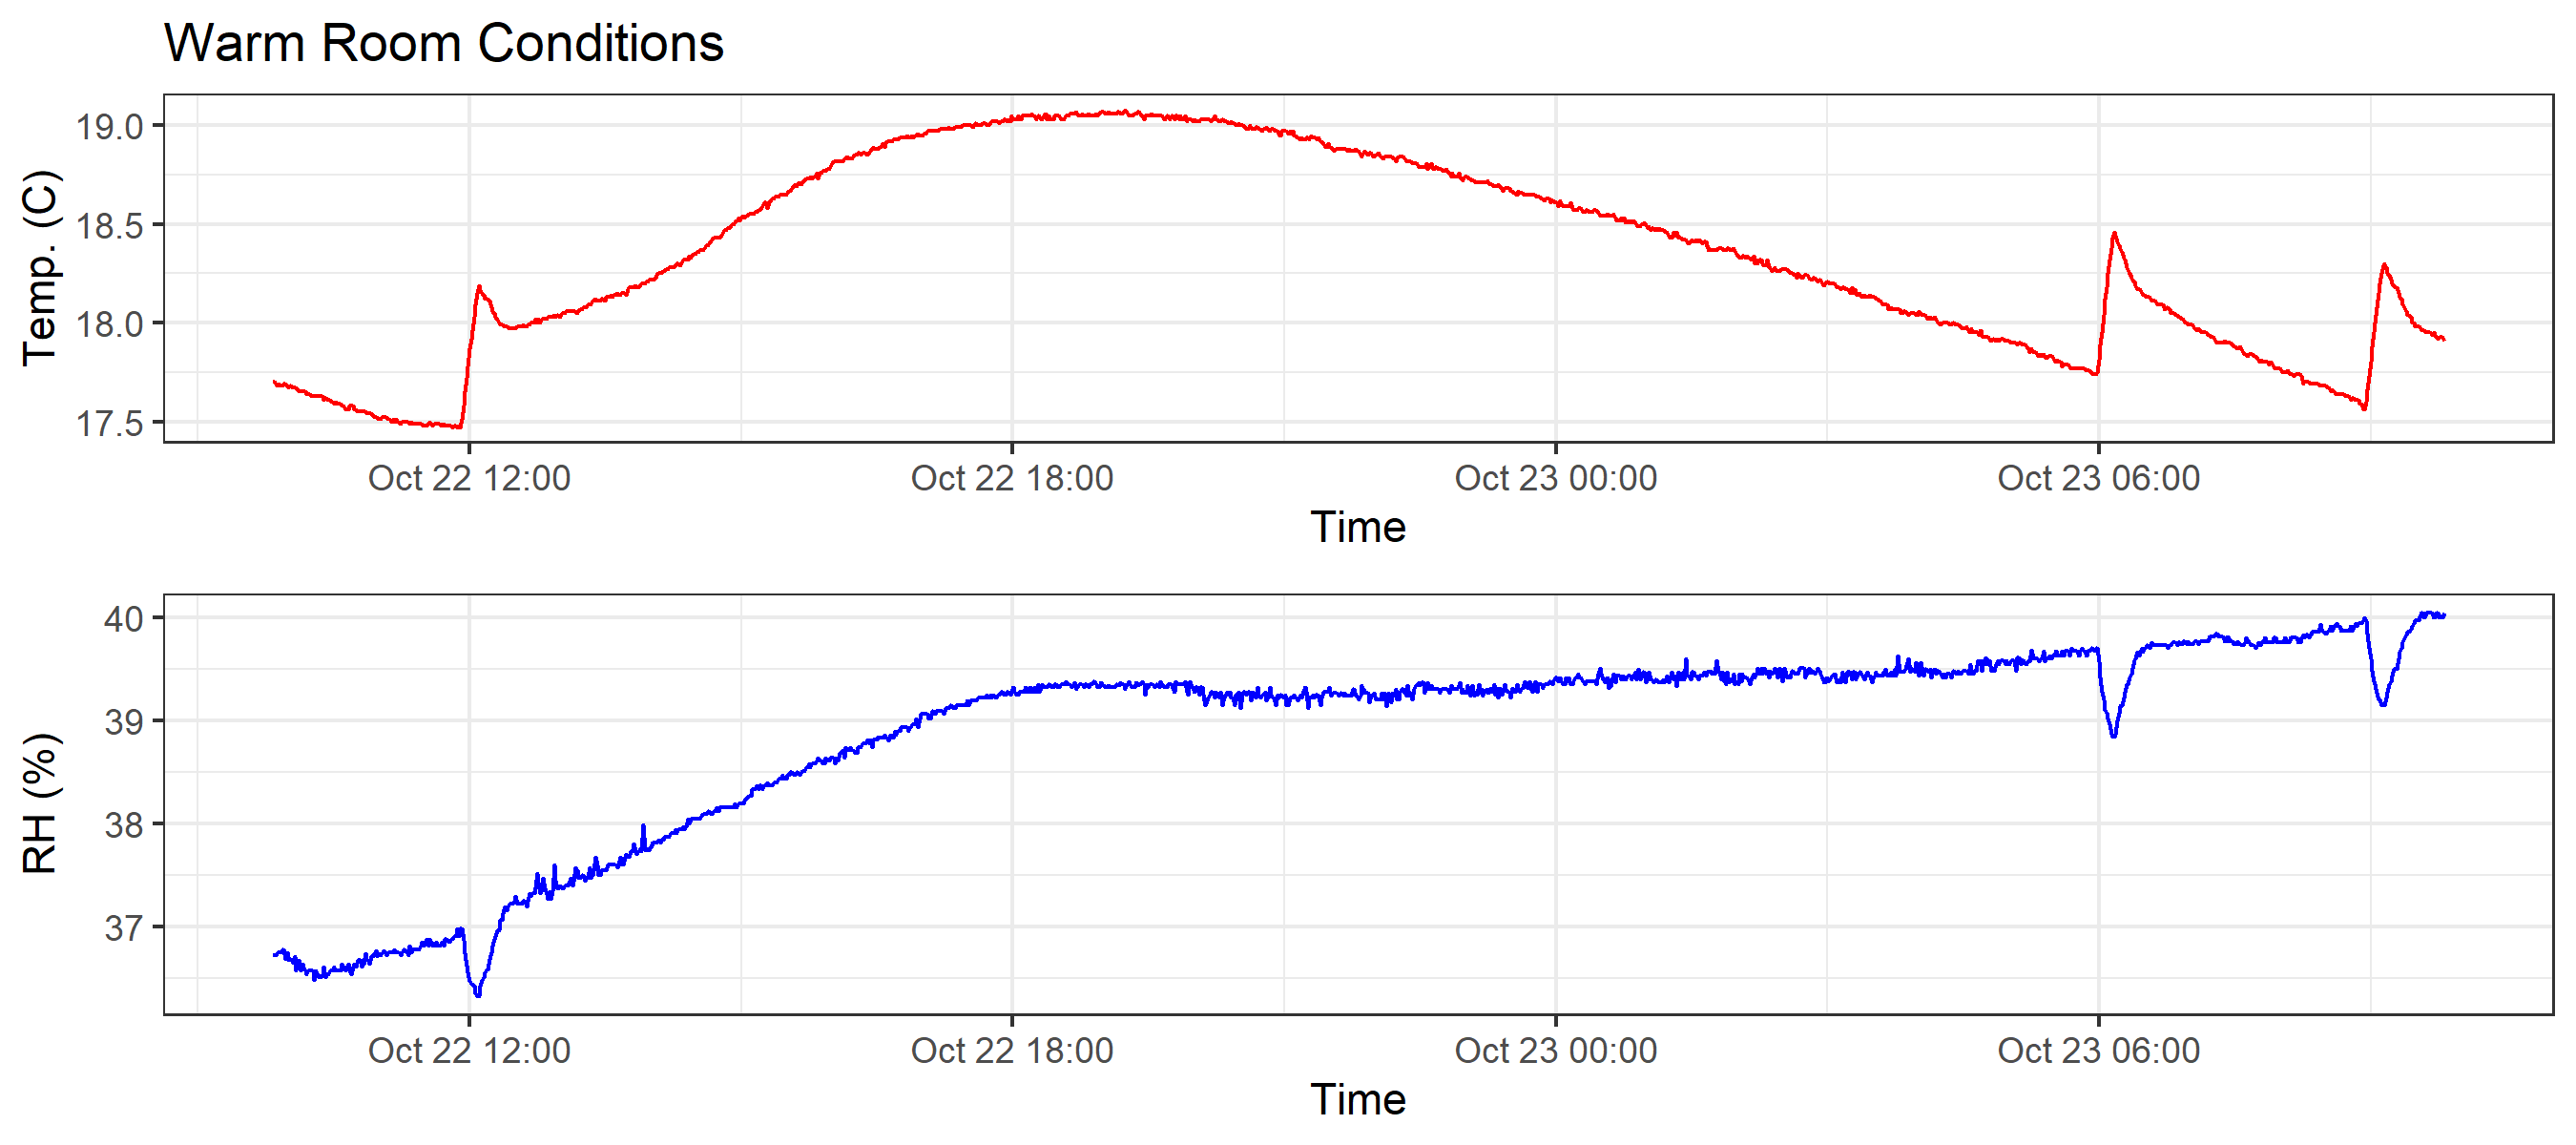 Warm Room Conditions
Temp. (C)
19.0
18.5
18.0
17.5
Oct 22 12:00 Oct 22 18:00 Oct 23 00:00 Oct 23 06:00
Time
RH (%)
40
39
38
37
Oct 22 12:00 Oct 22 18:00 Oct 23 00:00 Oct 23 06:00
Time